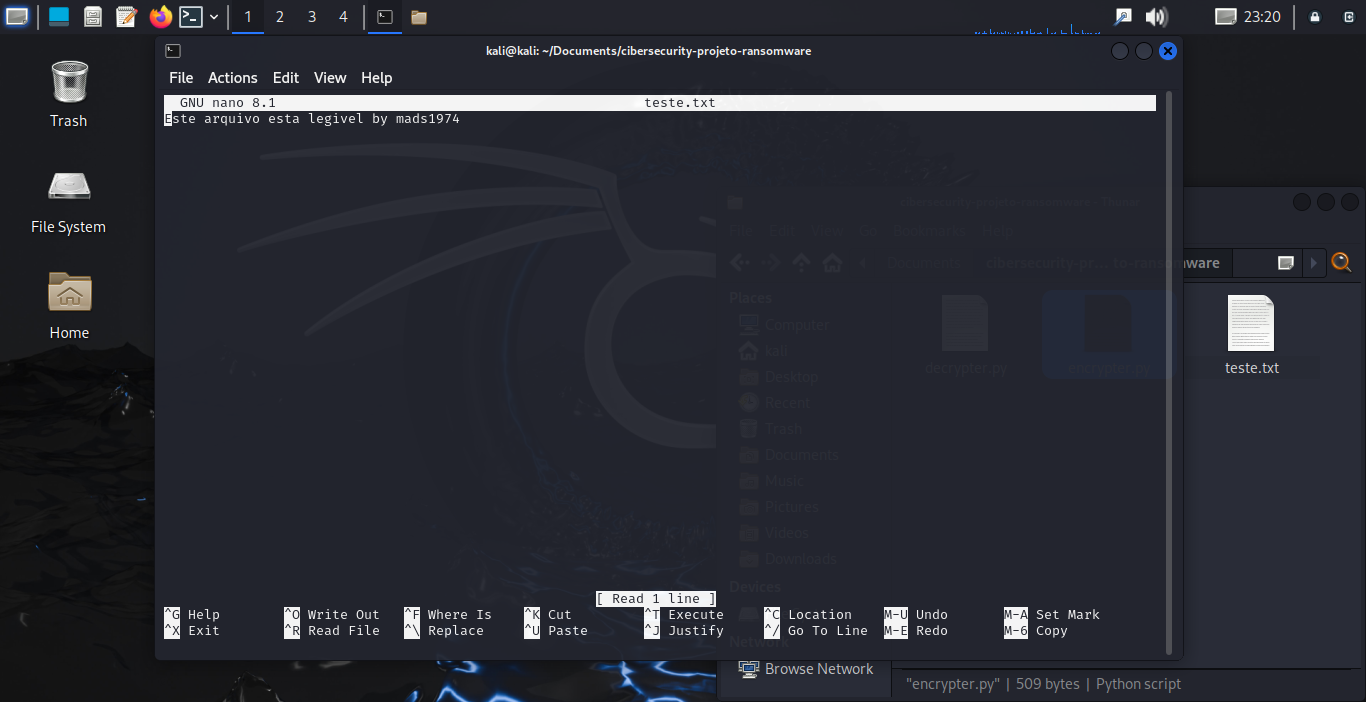 1 2 3 4 23:20
kali@kali: ~/Documents/cibersecurity-projeto-ransomware
File Actions Edit View Help
GNU nano 8.1 teste.txt
Este arquivo esta legivel by mads1974
Trash
File System
Home
cibersecurity-projeto-ransomware - Thunar
File Edit View Go Bookmarks Help
Documents cibersecurity-pr... to-ransomware
Places
Computer
kali
Desktop
Recent
Trash
Documents
Music
Pictures
Videos
Downloads
Devices
Network
Browse Network
decrypter.py encrypter.py teste.txt
[ Read 1 line ]
^G Help ^O Write Out ^F Where Is ^K Cut ^T Execute ^C Location M-U Undo M-A Set Mark
^X Exit ^R Read File ^\ Replace ^U Paste ^J Justify ^/ Go To Line M-E Redo M-6 Copy
"encrypter.py" | 509 bytes | Python script